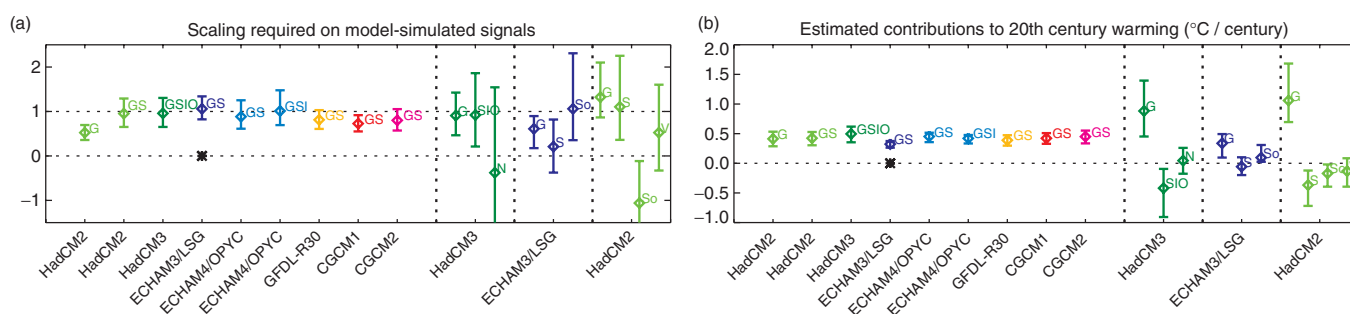 (a)
Scaling required on model-simulated signals
2
1
0
−1
G
GS
GSIO
GS
GS
GSI
GS
GS
GS
G
SIO
N
G
S
So
G
S
So
V
HadCM2
HadCM2
HadCM3
ECHAM3/LSG
ECHAM4/OPYC
ECHAM4/OPYC
GFDL-R30
CGCM1
CGCM2
HadCM3
ECHAM3/LSG
HadCM2
(b)
Estimated contributions to 20th century warming (°C / century)
2.0
1.5
1.0
0.5
0.0
−0.5
−1.0
G
GS
GSIO
GS
GS
GSI
GS
GS
GS
G
SIO
N
G
S
So
G
S
So
HadCM2
HadCM2
HadCM3
ECHAM3/LSG
ECHAM4/OPYC
ECHAM4/OPYC
GFDL-R30
CGCM1
CGCM2
HadCM3
ECHAM3/LSG
HadCM2